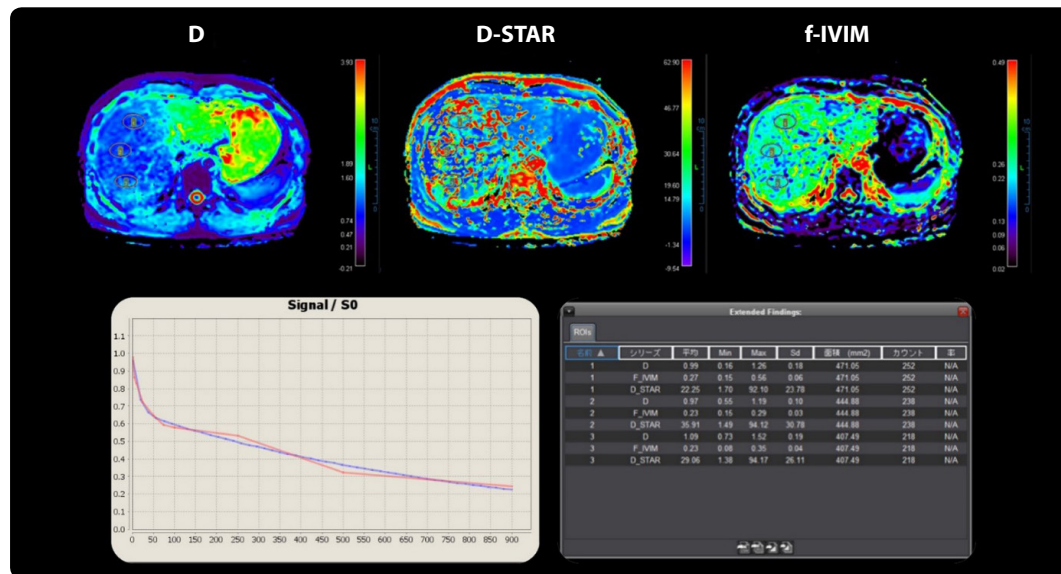 D D-STAR f-IVIM
3.93
1.89
1.60
0.74
0.47
0.21
-0.21
62.90
46.77
30.64
19.60
14.79
-1.34
-9.54
0.49
0.26
0.22
0.13
0.09
0.06
0.02
Signal / S0
1.1
1.0
0.9
0.8
0.7
0.6
0.5
0.4
0.3
0.2
0.1
0.0
0 50 100 150 200 250 300 350 400 450 500 550 600 650 700 750 800 850 900
Extended Findings:
ROIs
名前 ▲ シリーズ 平均 Min Max Sd 面積 (mm2) カウント 率
1 D 0.99 0.16 1.26 0.18 471.05 252 N/A
1 F_IVIM 0.27 0.15 0.56 0.06 471.05 252 N/A
1 D_STAR 22.25 1.70 92.10 23.78 471.05 252 N/A
2 D 0.97 0.55 1.19 0.10 444.88 238 N/A
2 F_IVIM 0.23 0.15 0.29 0.03 444.88 238 N/A
2 D_STAR 35.91 1.49 94.12 30.78 444.88 238 N/A
3 D 1.09 0.73 1.52 0.19 407.49 218 N/A
3 F_IVIM 0.23 0.08 0.35 0.04 407.49 218 N/A
3 D_STAR 29.06 1.38 94.17 26.11 407.49 218 N/A